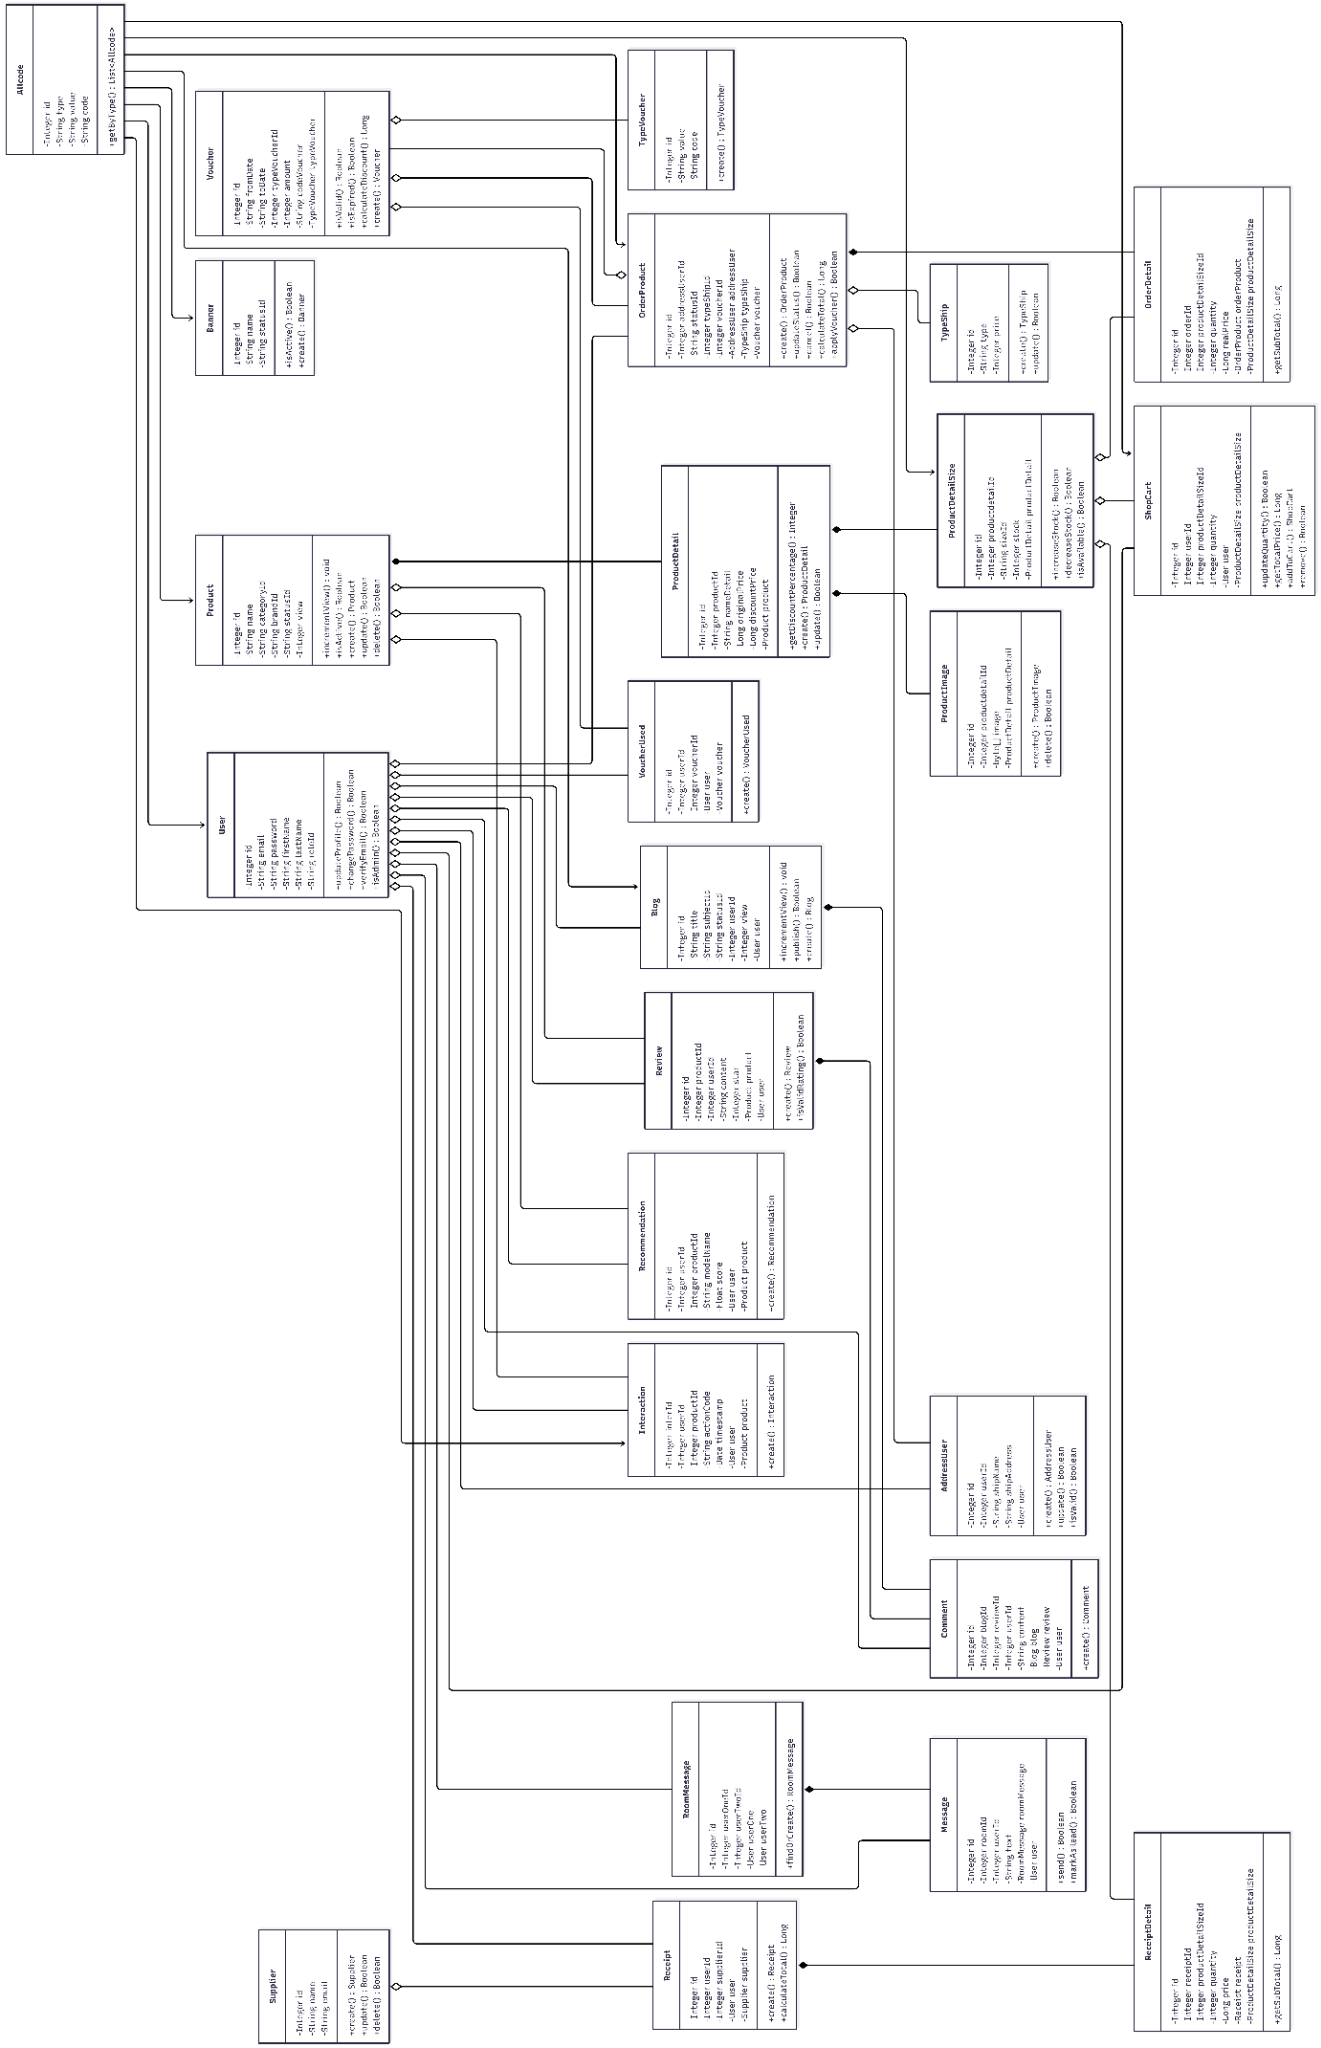 Allcode
-Integer id
-String type
-String value
-String code
+getByType() : List<Allcode>
Voucher
Integer id
String fromDate
-String toDate
-Integer typeVoucherId
-Integer amount
-String codeVoucher
-TypeVoucher typeVoucher
+isValid() : Boolean
+isExpired() : Boolean
+calculateDiscount() : Long
+create() : Voucher
Banner
Integer id
String name
-String statusId
+isActive() : Boolean
+create() : Banner
Product
Integer id
String name
-String categoryId
-String brandId
-String statusId
-Integer view
+incrementView() : void
+isActive() : Boolean
+create() : Product
+update() : Boolean
+delete() : Boolean
User
Integer id
-String email
-String password
-String firstName
-String lastName
-String roleId
+updateProfile() : Boolean
+changePassword() : Boolean
+verifyEmail() : Boolean
+isAdmin() : Boolean
Supplier
-Integer id
-String name
-String email
+create() : Supplier
+update() : Boolean
+delete() : Boolean
TypeVoucher
-Integer id
-String value
String code
+create() : TypeVoucher
OrderProduct
-Integer id
-Integer addressUserId
String statusId
Integer typeShipId
Integer voucherId
-AddressUser addressUser
-TypeShip typeShip
-Voucher voucher
+create() : OrderProduct
+updateStatus() : Boolean
+cancel() : Boolean
+calculateTotal() : Long
+applyVoucher() : Boolean
ProductDetail
-Integer id
-Integer productId
-String nameDetail
Long originalPrice
-Long discountPrice
-Product product
+getDiscountPercentage() : Integer
+create() : ProductDetail
+update() : Boolean
VoucherUsed
-Integer id
-Integer userId
Integer voucherId
User user
-Voucher voucher
+create() : VoucherUsed
Blog
-Integer id
String title
String subjectId
String statusId
-Integer userId
-Integer view
-User user
+incrementView() : void
+publish() : Boolean
+create() : Blog
Review
-Integer id
-Integer productId
-Integer userId
-String content
-Integer star
-Product product
-User user
+create() : Review
+isValidRating() : Boolean
Recommendation
-Integer id
-Integer userId
Integer productId
String modelName
Float score
-User user
-Product product
+create() : Recommendation
Interaction
-Integer interId
-Integer userId
Integer productId
String actionCode
Date timestamp
-User user
-Product product
+create() : Interaction
RoomMessage
-Integer id
-Integer userOneId
-Integer userTwoId
-User userOne
User userTwo
+findOrCreate() : RoomMessage
Receipt
Integer id
Integer userId
Integer supplierId
-User user
-Supplier supplier
+create() : Receipt
+calculateTotal() : Long
TypeShip
-Integer id
-String type
-Integer price
+create() : TypeShip
+update() : Boolean
ProductDetailSize
-Integer id
-Integer productdetailId
-String sizeId
-Integer stock
-ProductDetail productDetail
+increaseStock() : Boolean
+decreaseStock() : Boolean
+isAvailable() : Boolean
ProductImage
-Integer id
-Integer productdetailId
-byte[] image
-ProductDetail productDetail
+create() : ProductImage
+delete() : Boolean
AddressUser
-Integer id
-Integer userId
-String shipName
-String shipAddress
-User user
+create() : AddressUser
+update() : Boolean
+isValid() : Boolean
Comment
-Integer id
-Integer blogId
-Integer reviewId
-Integer userId
-String content
Blog blog
Review review
-User user
+create() : Comment
Message
-Integer id
-Integer roomId
-Integer userId
-String text
-RoomMessage roomMessage
User user
+send() : Boolean
+markAsRead() : Boolean
OrderDetail
-Integer id
Integer orderId
Integer productDetailSizeId
Integer quantity
-Long realPrice
-OrderProduct orderProduct
-ProductDetailSize productDetailSize
+getSubTotal() : Long
ShopCart
-Integer id
Integer userId
Integer productDetailSizeId
-Integer quantity
-User user
-ProductDetailSize productDetailSize
+updateQuantity() : Boolean
+getTotalPrice() : Long
+addToCart() : ShopCart
+remove() : Boolean
ReceiptDetail
-Integer id
Integer receiptId
Integer productDetailSizeId
-Integer quantity
-Long price
-Receipt receipt
-ProductDetailSize productDetailSize
+getSubTotal() : Long